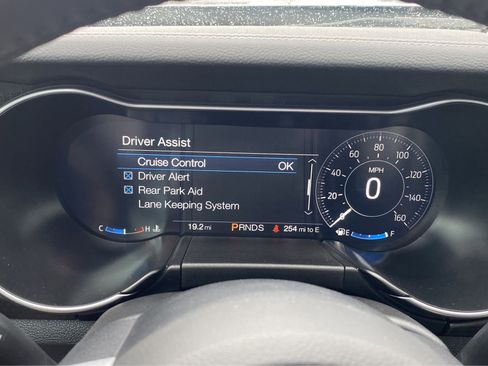 Driver Assist
Cruise Control OK
Driver Alert
Rear Park Aid
Lane Keeping System
C H
19.2 mi PRNDS 254 mi to E
20
40
60
80
100
120
140
160
MPH
0
E F